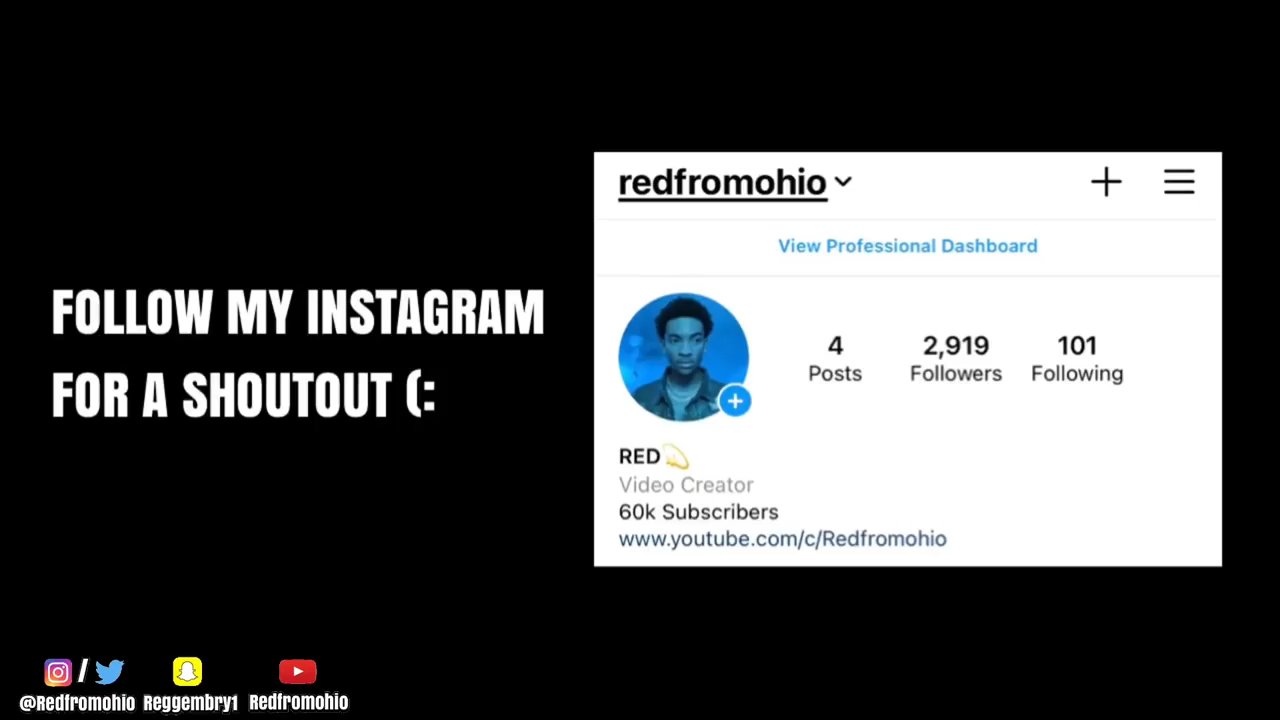 FOLLOW MY INSTAGRAM
FOR A SHOUTOUT (:
redfromohio
View Professional Dashboard
4 2,919 101
Posts Followers Following
RED💫
Video Creator
60k Subscribers
www.youtube.com/c/Redfromohio
/
@Redfromohio Reggembry1 Redfromohio